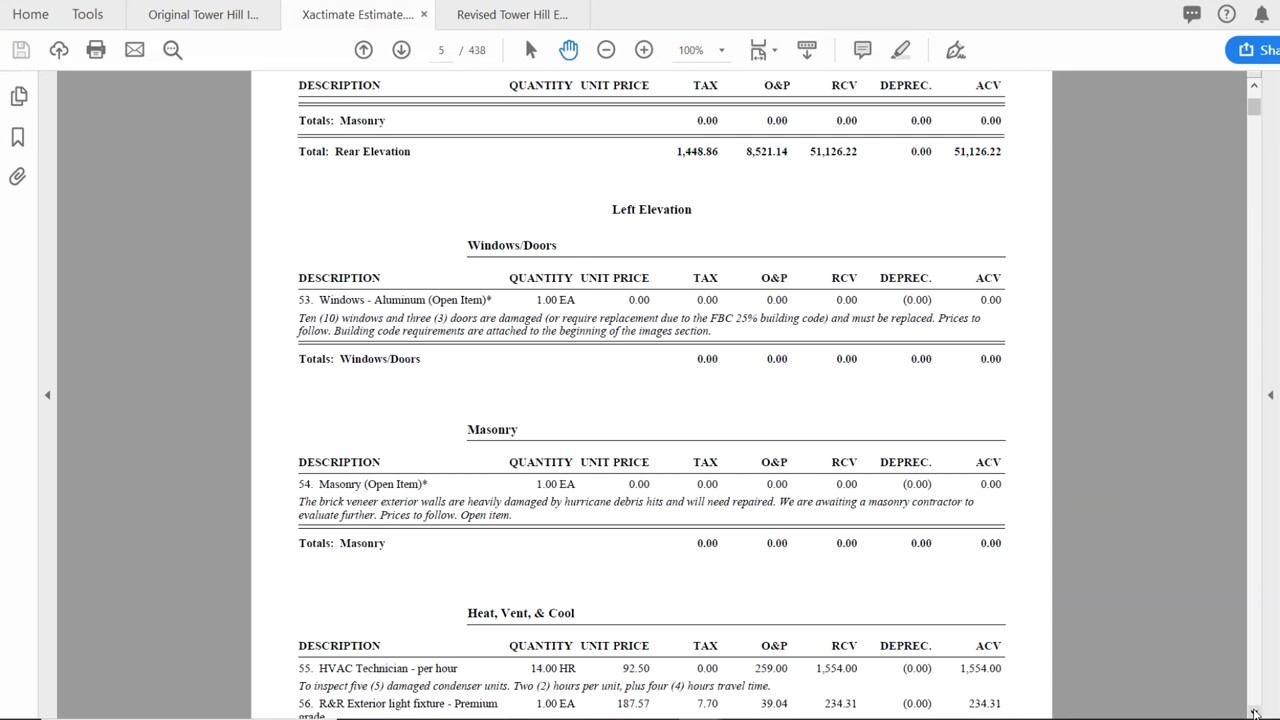 Home Tools Original Tower Hill I... Xactimate Estimate.... × Revised Tower Hill E...
5 / 438 100% Sha
DESCRIPTION QUANTITY UNIT PRICE TAX O&P RCV DEPREC. ACV
Totals: Masonry 0.00 0.00 0.00 0.00 0.00
Total: Rear Elevation 1,448.86 8,521.14 51,126.22 0.00 51,126.22
Left Elevation
Windows/Doors
DESCRIPTION QUANTITY UNIT PRICE TAX O&P RCV DEPREC. ACV
53. Windows - Aluminum (Open Item)* 1.00 EA 0.00 0.00 0.00 0.00 (0.00) 0.00
Ten (10) windows and three (3) doors are damaged (or require replacement due to the FBC 25% building code) and must be replaced. Prices to
follow. Building code requirements are attached to the beginning of the images section.
Totals: Windows/Doors 0.00 0.00 0.00 0.00 0.00
Masonry
DESCRIPTION QUANTITY UNIT PRICE TAX O&P RCV DEPREC. ACV
54. Masonry (Open Item)* 1.00 EA 0.00 0.00 0.00 0.00 (0.00) 0.00
The brick veneer exterior walls are heavily damaged by hurricane debris hits and will need repaired. We are awaiting a masonry contractor to
evaluate further. Prices to follow. Open item.
Totals: Masonry 0.00 0.00 0.00 0.00 0.00
Heat, Vent, & Cool
DESCRIPTION QUANTITY UNIT PRICE TAX O&P RCV DEPREC. ACV
55. HVAC Technician - per hour 14.00 HR 92.50 0.00 259.00 1,554.00 (0.00) 1,554.00
To inspect five (5) damaged condenser units. Two (2) hours per unit, plus four (4) hours travel time.
56. R&R Exterior light fixture - Premium 1.00 EA 187.57 7.70 39.04 234.31 (0.00) 234.31
grade